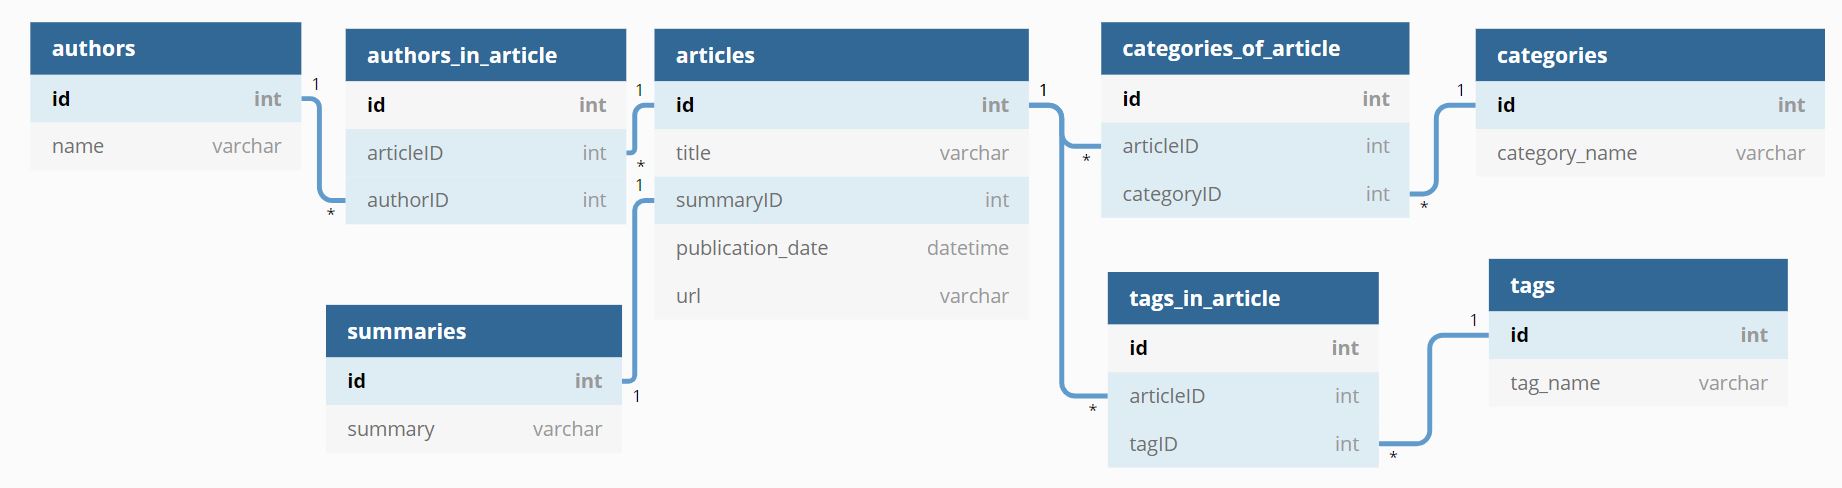 authors
id int
name varchar
1
*
authors_in_article
id int
articleID int
authorID int
1
*
1
articles
id int
title varchar
summaryID int
publication_date datetime
url varchar
summaries
id int
summary varchar
1
1
*
*
categories_of_article
id int
articleID int
categoryID int
1
*
categories
id int
category_name varchar
tags_in_article
id int
articleID int
tagID int
1
*
tags
id int
tag_name varchar